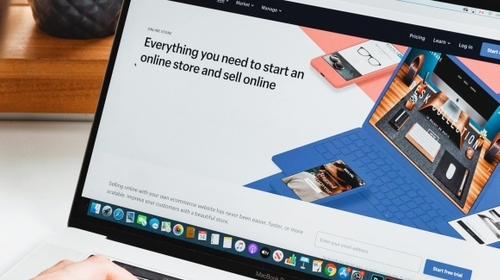 Market
Manage
Pricing
Learn
Log in
Start
ONLINE STORE
Everything you need to start an
online store and sell online
Selling online with your own ecommerce website has never been easier, faster, or more
scalable. Improve your customers with a beautiful store.
Enter your email address
Start free trial
MacBook